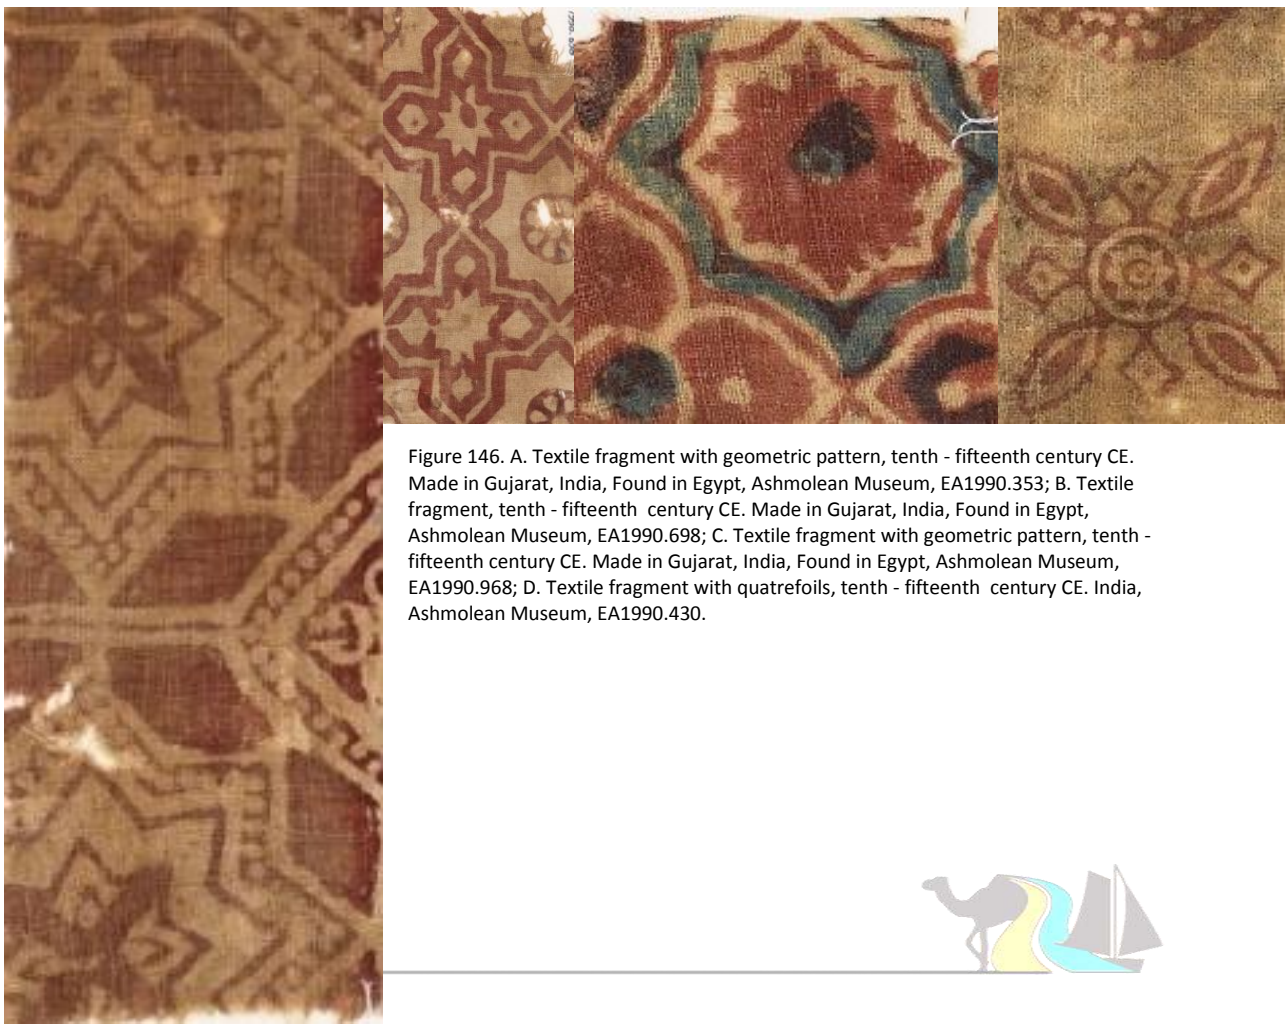 Figure 146. A. Textile fragment with geometric pattern, tenth - fifteenth century CE.
Made in Gujarat, India, Found in Egypt, Ashmolean Museum, EA1990.353; B. Textile
fragment, tenth - fifteenth  century CE. Made in Gujarat, India, Found in Egypt,
Ashmolean Museum, EA1990.698; C. Textile fragment with geometric pattern, tenth -
fifteenth century CE. Made in Gujarat, India, Found in Egypt, Ashmolean Museum,
EA1990.968; D. Textile fragment with quatrefoils, tenth - fifteenth  century CE. India,
Ashmolean Museum, EA1990.430.